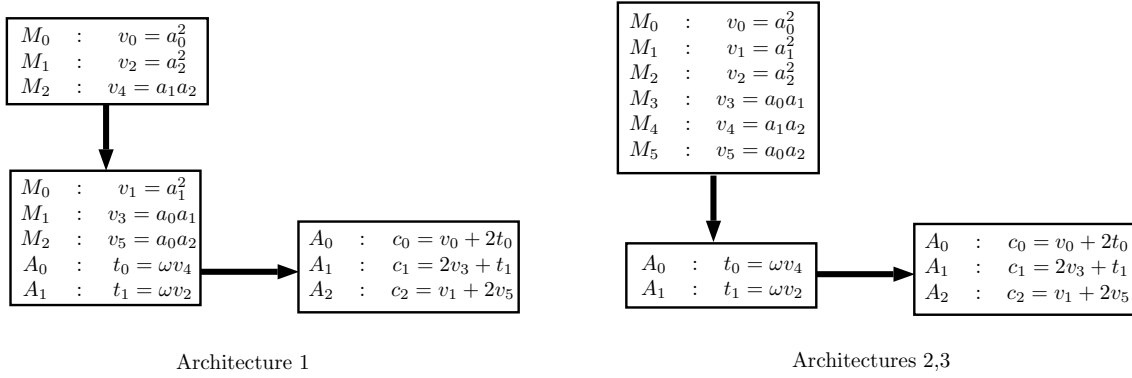 M_0 : v_0 = a_0^2
M_1 : v_2 = a_2^2
M_2 : v_4 = a_1a_2
M_0 : v_1 = a_1^2
M_1 : v_3 = a_0a_1
M_2 : v_5 = a_0a_2
A_0 : t_0 = ωv_4
A_1 : t_1 = ωv_2
A_0 : c_0 = v_0 + 2t_0
A_1 : c_1 = 2v_3 + t_1
A_2 : c_2 = v_1 + 2v_5
Architecture 1
M_0 : v_0 = a_0^2
M_1 : v_1 = a_1^2
M_2 : v_2 = a_2^2
M_3 : v_3 = a_0a_1
M_4 : v_4 = a_1a_2
M_5 : v_5 = a_0a_2
A_0 : t_0 = ωv_4
A_1 : t_1 = ωv_2
A_0 : c_0 = v_0 + 2t_0
A_1 : c_1 = 2v_3 + t_1
A_2 : c_2 = v_1 + 2v_5
Architectures 2,3